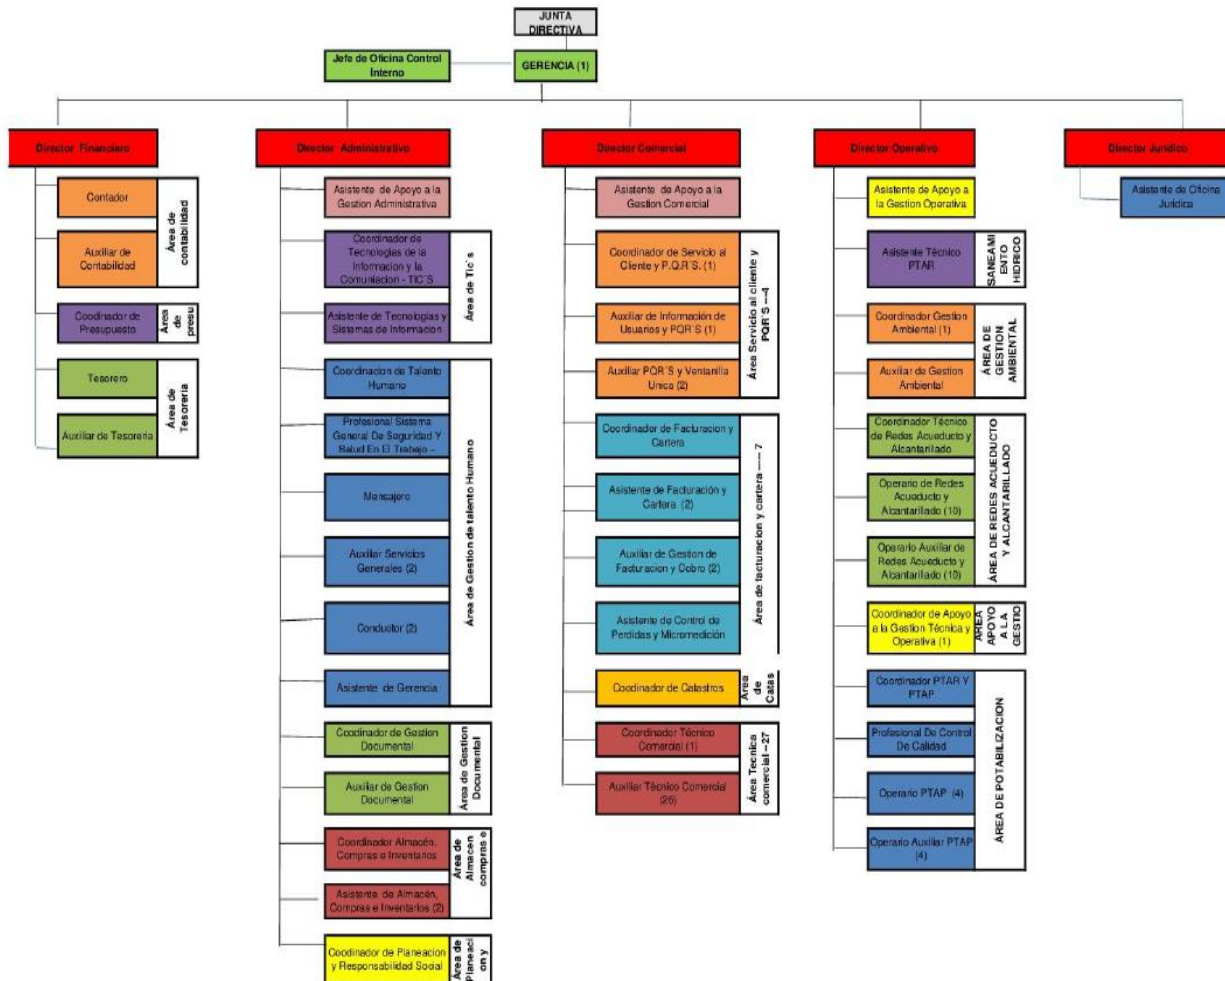 JUNTA
DIRECTIVA
Jefe de Oficina Control
Interno
GERENCIA (1)
Director Financiero
Director Administrativo
Director Comercial
Director Operativo
Director Juridico
Contador
Auxiliar de
Contabilidad
Área de
contabilidad
Coodinador de
Presupuesto
Área
de
presu
Tesorero
Auxiliar de Tesoreria
Área de
Tesoreria
Asistente de Apoyo a la
Gestion Administrativa
Coordinador de
Tecnologias de la
Informacion y la
Comuniacion - TIC´S
Asistente de Tecnologias y
Sistemas de Informacion
Área de Tic´s
Coordinacion de Talento
Humano
Profesional Sistema
General De Seguridad Y
Salud En El Trabajo –
Mensajero
Auxiliar Servicios
Generales (2)
Conductor (2)
Asistente de Gerencia
Área de Gestion de talento Humano
Coodinador de Gestion
Documental
Auxiliar de Gestion
Documental
Área de Gestion
Documental
Coordinador Almacén,
Compras e Inventarios
Asistente de Almacén,
Compras e Inventarios (2)
Área de
Almacen
compras e
Coodinador de Planeacion
y Responsabilidad Social
Área de
Planeaci
on y
Asistente de Apoyo a la
Gestion Comercial
Coordinador de Servicio al
Cliente y P.Q.R´S. (1)
Auxiliar de Información de
Usuarios y PQR´S (1)
Auxiliar PQR´S y Ventanilla
Unica (2)
Área Servicio al cliente y
PQR´S ---4
Coordinador de Facturacion y
Cartera
Asistente de Facturación y
Cartera (2)
Auxiliar de Gestion de
Facturacion y Cobro (2)
Asistente de Control de
Perdidas y Micromedición
Área de facturacion y cartera ---- 7
Coodinador de Catastros
Área
de
Catas
Coordinador Técnico
Comercial (1)
Auxiliar Técnico Comercial
(26)
Área Tecnica
comercial --27
Asistente de Apoyo a
la Gestion Operativa
Asistente Técnico
PTAR
SANEAMI
ENTO
HIDRICO
Coordinador Gestion
Ambiental (1)
Auxiliar de Gestion
Ambiental
ÁREA DE
GESTION
AMBIENTAL
Coordinador Técnico
de Redes Acueducto y
Alcantarillado
Operario de Redes
Acueducto y
Alcantarillado (10)
Operario Auxiliar de
Redes Acueducto y
Alcantarillado (10)
ÁREA DE REDES ACUEDUCTO
Y ALCANTARILLADO
Coordinador de Apoyo
a la Gestion Técnica y
Operativa (1)
ÁREA
APOYO
A LA
GESTIO
Coordinador PTAR Y
PTAP
Profesional De Control
De Calidad
Operario PTAP (4)
Operario Auxiliar PTAP
(4)
ÁREA DE POTABILIZACION
Asistente de Oficina
Juridica